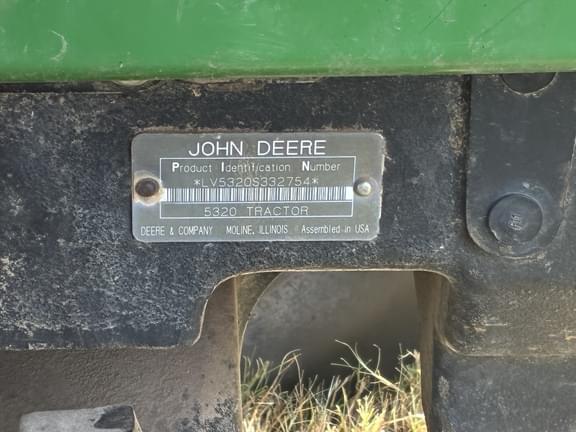 JOHN DEERE
Product Identification Number
*LV5320S332754*
5320 TRACTOR
DEERE & COMPANY MOLINE, ILLINOIS Assembled in USA